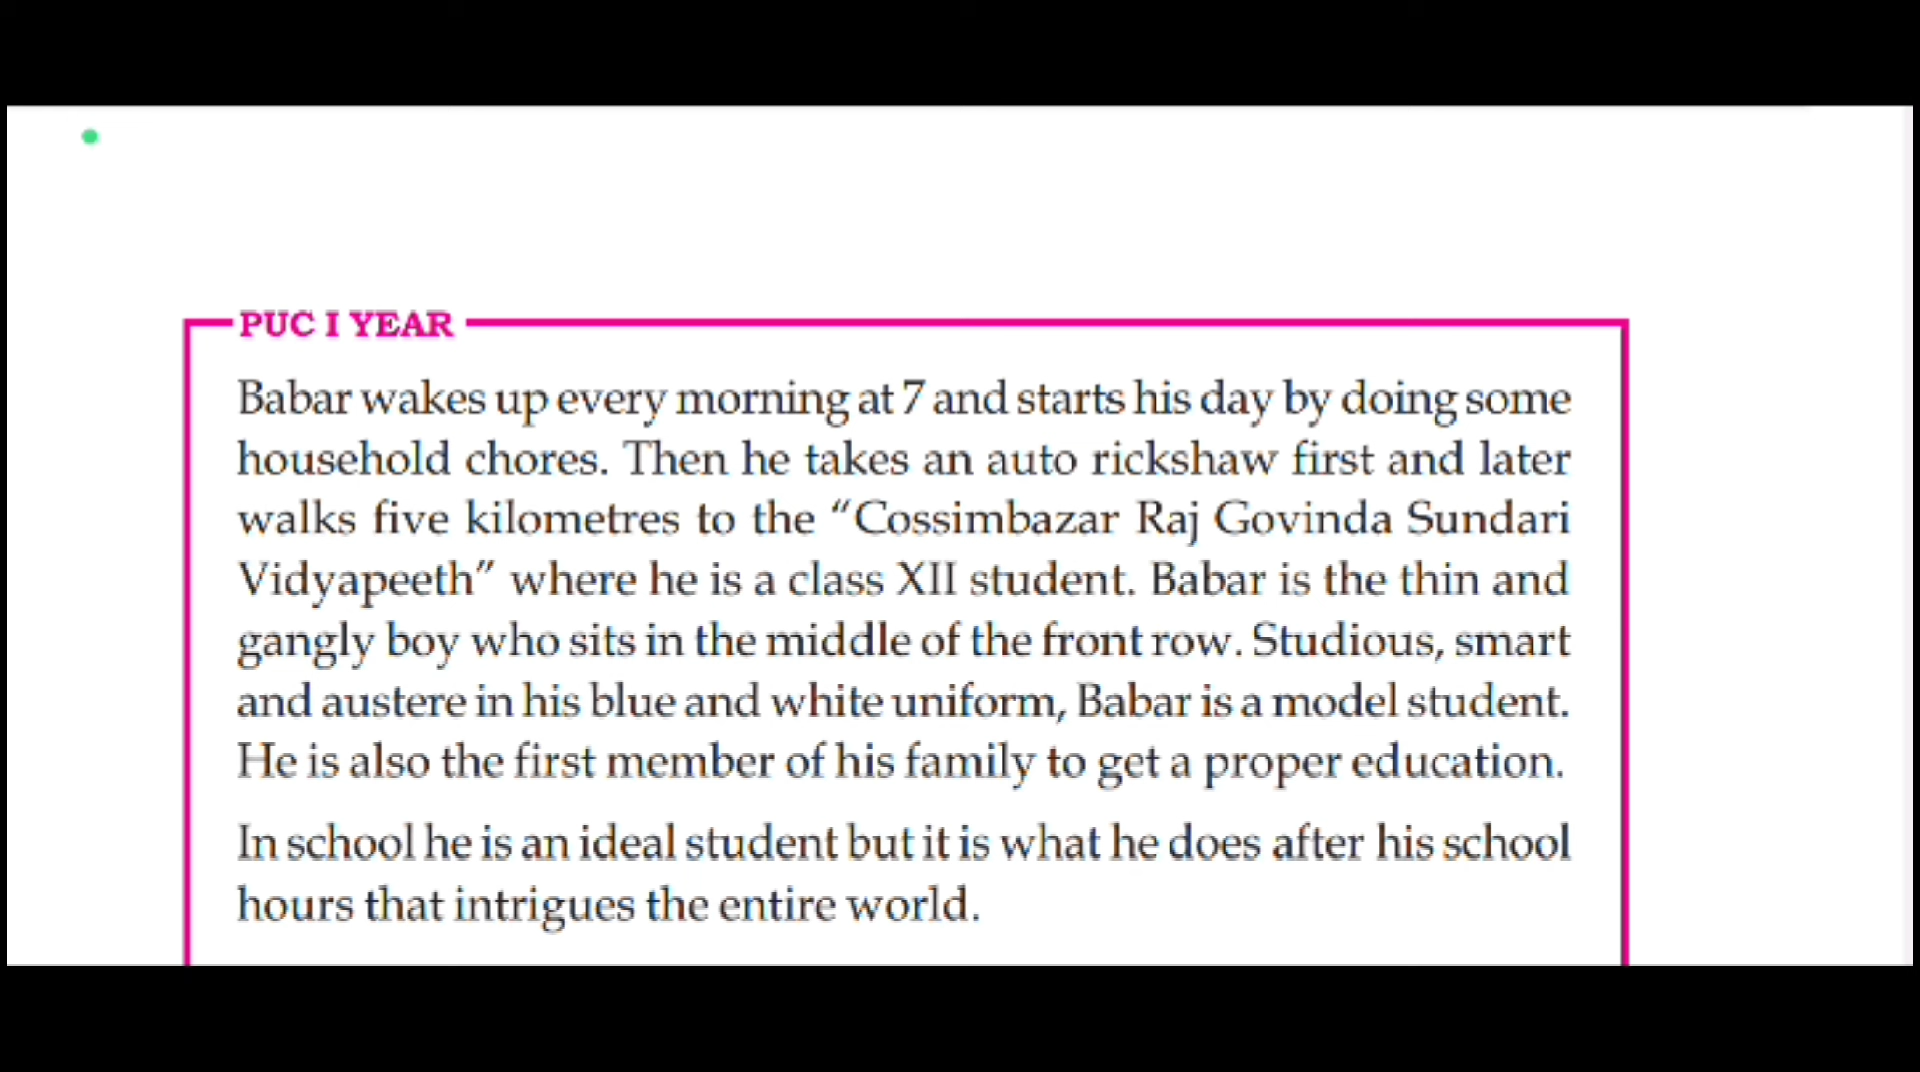 PUC I YEAR
Babar wakes up every morning at 7 and starts his day by doing some
household chores. Then he takes an auto rickshaw first and later
walks five kilometres to the “Cossimbazar Raj Govinda Sundari
Vidyapeeth” where he is a class XII student. Babar is the thin and
gangly boy who sits in the middle of the front row. Studious, smart
and austere in his blue and white uniform, Babar is a model student.
He is also the first member of his family to get a proper education.
In school he is an ideal student but it is what he does after his school
hours that intrigues the entire world.